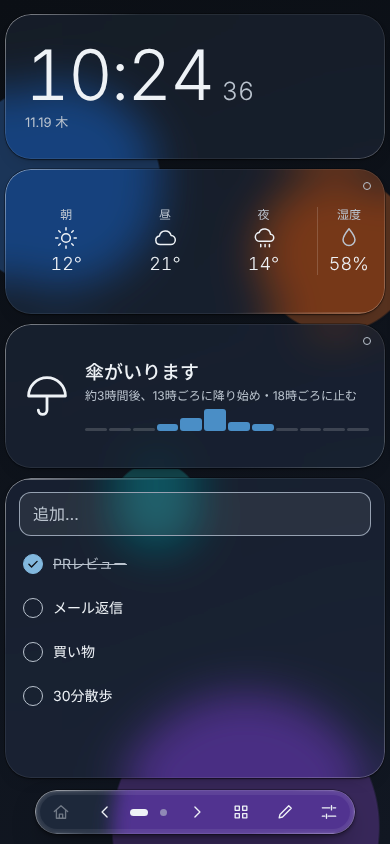 10:24 36
11.19 木
朝 昼 夜 湿度
12° 21° 14° 58%
傘がいります
約3時間後、13時ごろに降り始め・18時ごろに止む
追加...
PRレビュー
メール返信
買い物
30分散歩